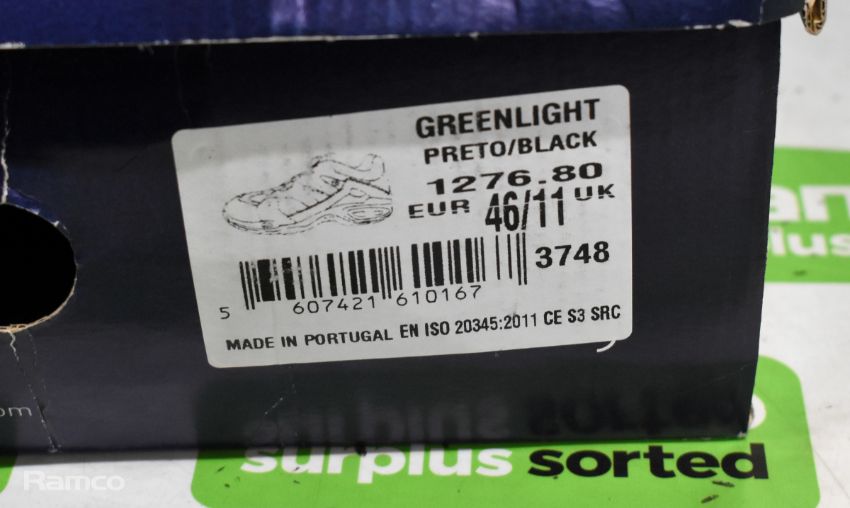 GREENLIGHT
PRETO/BLACK
1276.80
EUR 46/11 UK
3748
5 607421 610167
MADE IN PORTUGAL EN ISO 20345:2011 CE S3 SRC
om
surplus sorted
Ramco